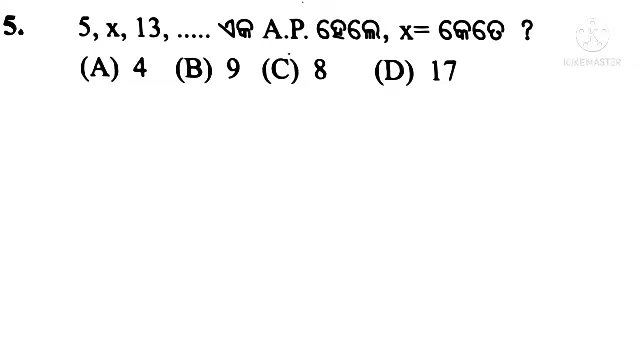 5. 5, x, 13, ..... ଏକ A.P. ହେଲେ, x= କେତେ ?
(A) 4 (B) 9 (C) 8 (D) 17
KINEMASTER